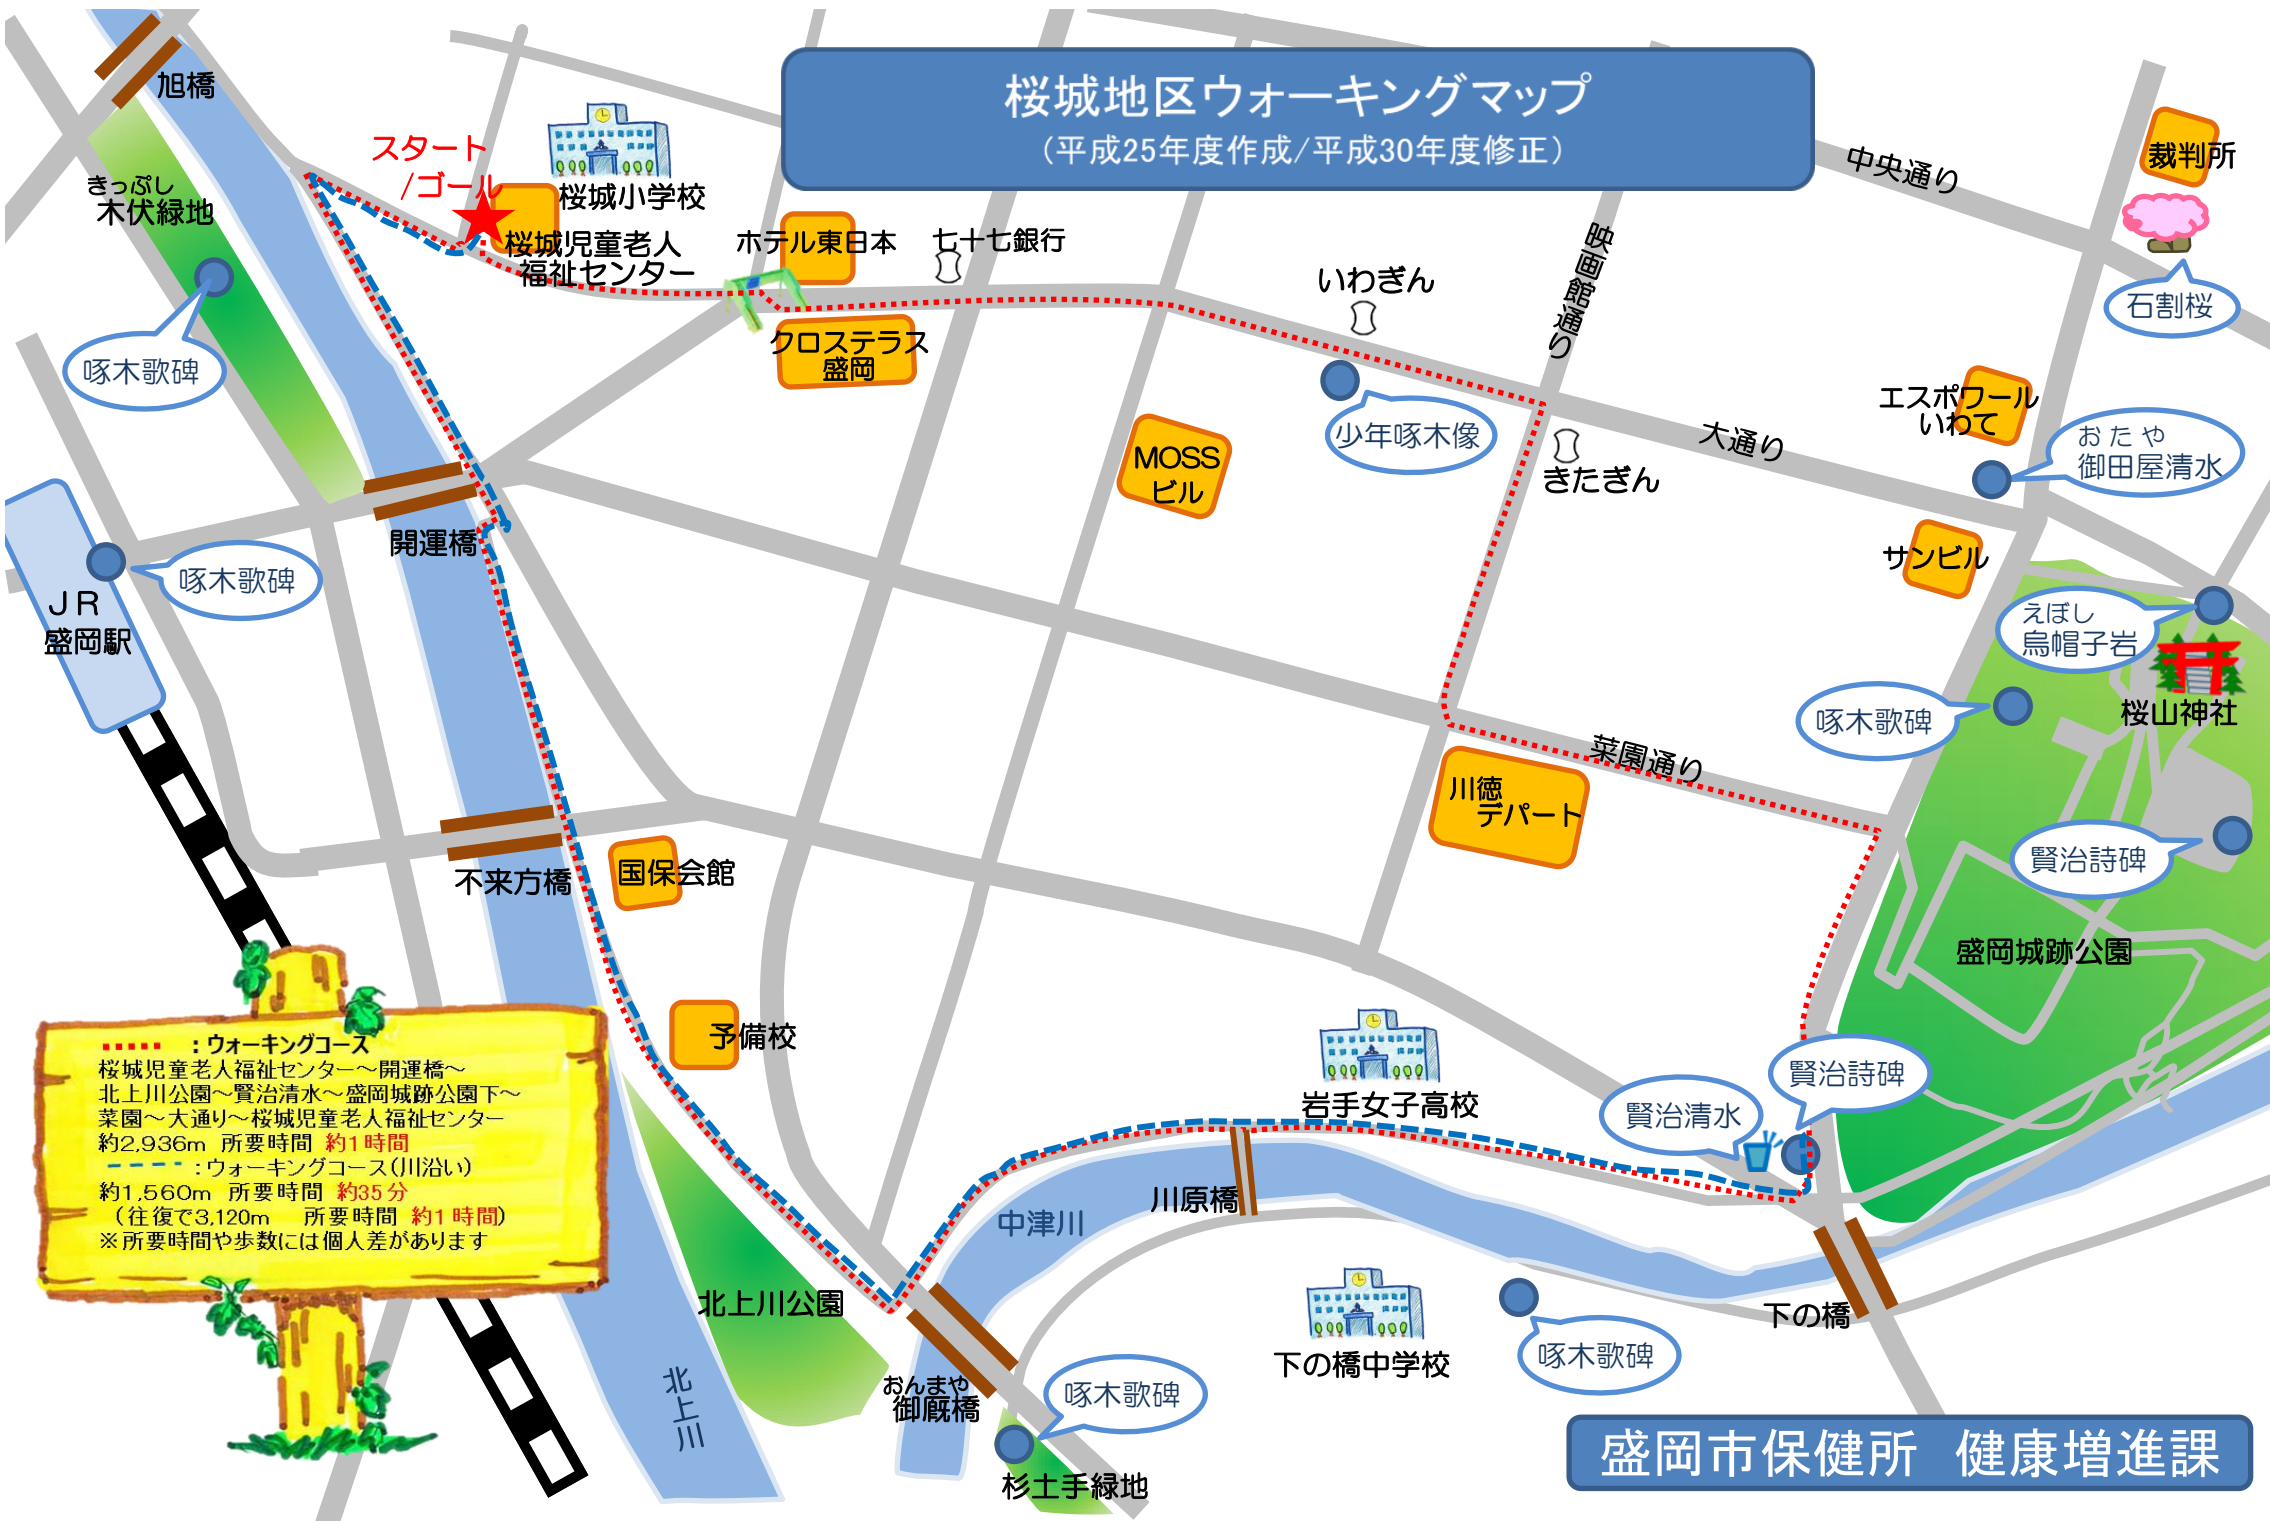 桜城地区ウォーキングマップ
（平成25年度作成/平成30年度修正）
旭橋
スタート
/ゴール
桜城小学校
桜城児童老人
福祉センター
きっぷし
木伏緑地
啄木歌碑
ホテル東日本
七十七銀行
クロステラス
盛岡
いわぎん
少年啄木像
映画館通り
中央通り
裁判所
石割桜
エスポワール
いわて
おたや
御田屋清水
大通り
きたぎん
MOSS
ビル
サンビル
えぼし
烏帽子岩
桜山神社
啄木歌碑
賢治詩碑
盛岡城跡公園
菜園通り
川徳
デパート
開運橋
啄木歌碑
ＪＲ
盛岡駅
不来方橋
国保会館
予備校
岩手女子高校
賢治清水
賢治詩碑
川原橋
中津川
下の橋
下の橋中学校
啄木歌碑
北上川公園
北上川
おんまや
御厩橋
啄木歌碑
杉土手緑地
：ウォーキングコース
桜城児童老人福祉センター～開運橋～
北上川公園～賢治清水～盛岡城跡公園下～
菜園～大通り～桜城児童老人福祉センター
約2,936m 所要時間 約1時間
：ウォーキングコース（川沿い）
約1,560m 所要時間 約35分
（往復で3,120m 所要時間 約1時間）
※所要時間や歩数には個人差があります
盛岡市保健所　健康増進課